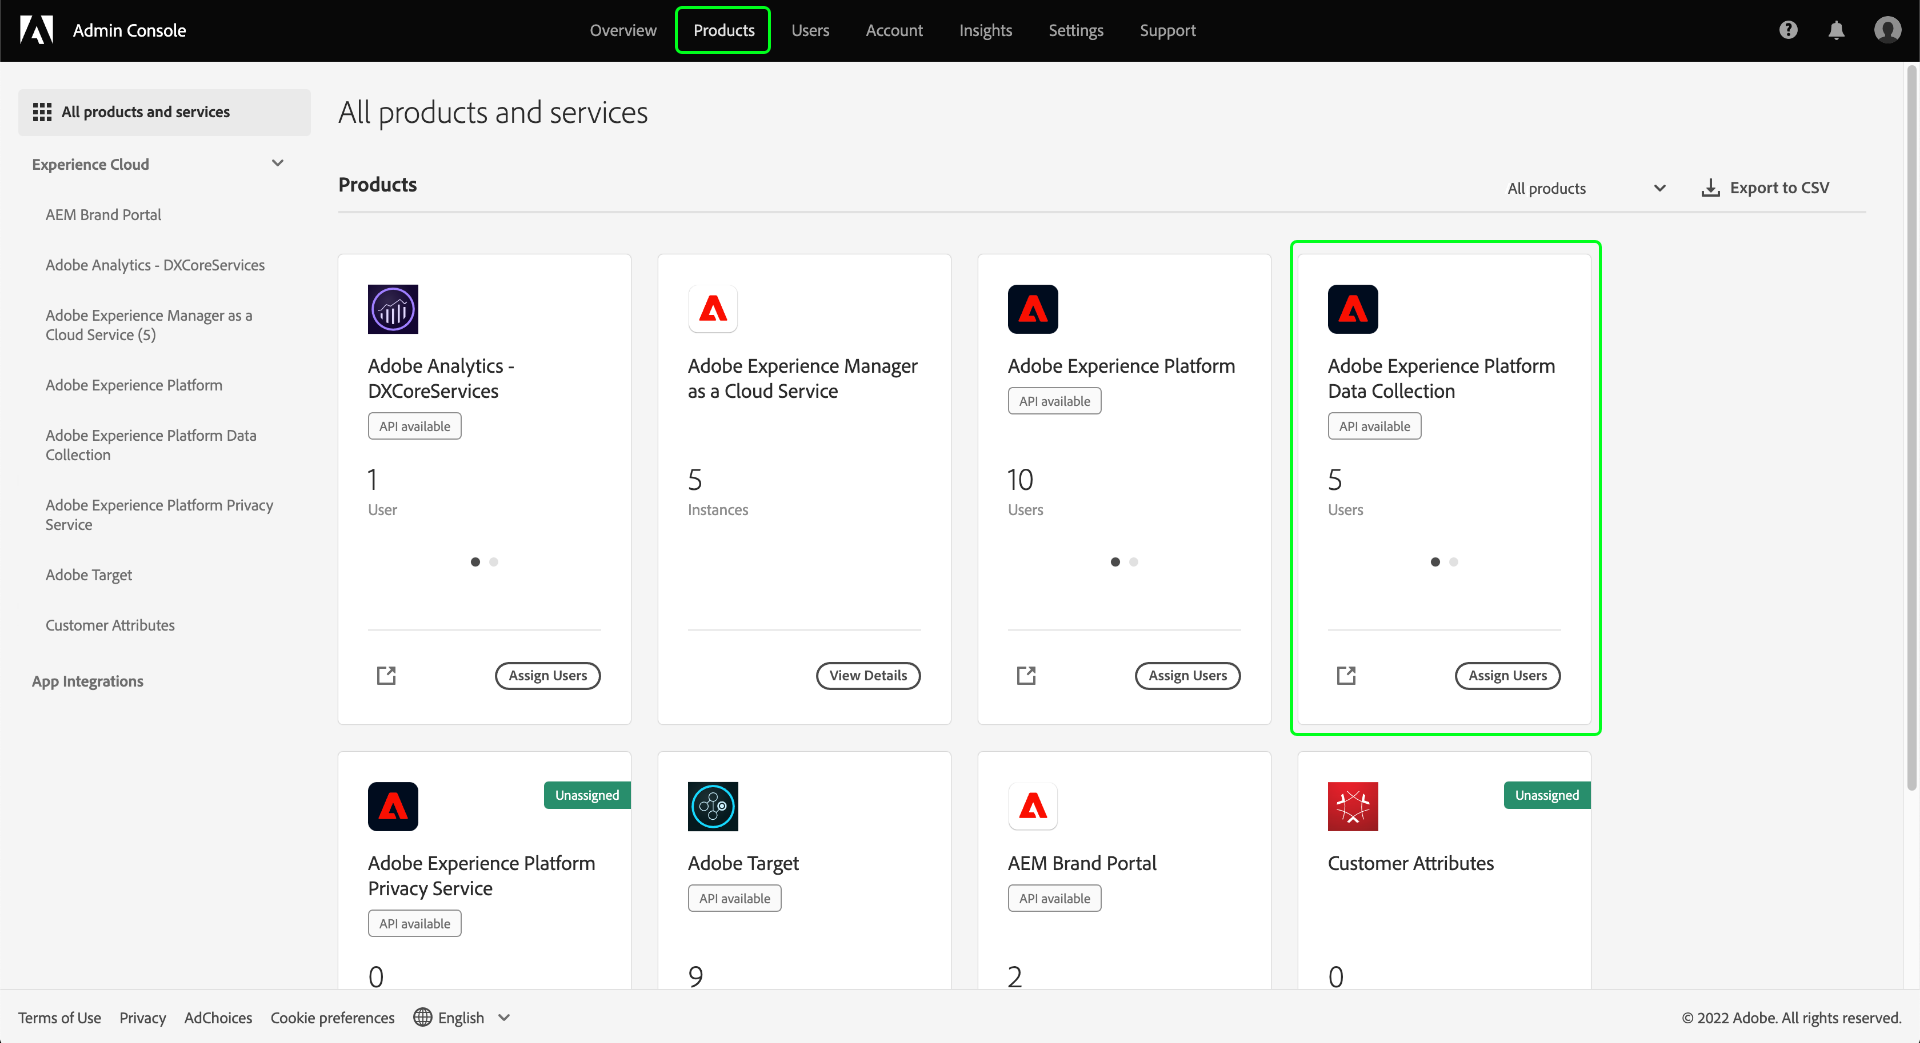 Admin Console
Overview
Products
Users
Account
Insights
Settings
Support
All products and services
Experience Cloud
AEM Brand Portal
Adobe Analytics - DXCoreServices
Adobe Experience Manager as a
Cloud Service (5)
Adobe Experience Platform
Adobe Experience Platform Data
Collection
Adobe Experience Platform Privacy
Service
Adobe Target
Customer Attributes
App Integrations
All products and services
Products
All products
Export to CSV
Adobe Analytics -
DXCoreServices
API available
1
User
Assign Users
Adobe Experience Manager
as a Cloud Service
5
Instances
View Details
Adobe Experience Platform
API available
10
Users
Assign Users
Adobe Experience Platform
Data Collection
API available
5
Users
Assign Users
Unassigned
Adobe Experience Platform
Privacy Service
API available
0
Adobe Target
API available
9
AEM Brand Portal
API available
2
Unassigned
Customer Attributes
0
Terms of Use
Privacy
AdChoices
Cookie preferences
English
© 2022 Adobe. All rights reserved.